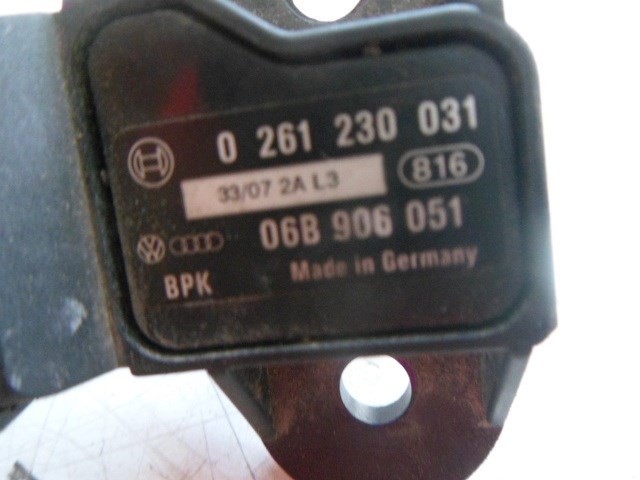 0 261 230 031
33/07 2A L3
816
06B 906 051
Made in Germany
BPK